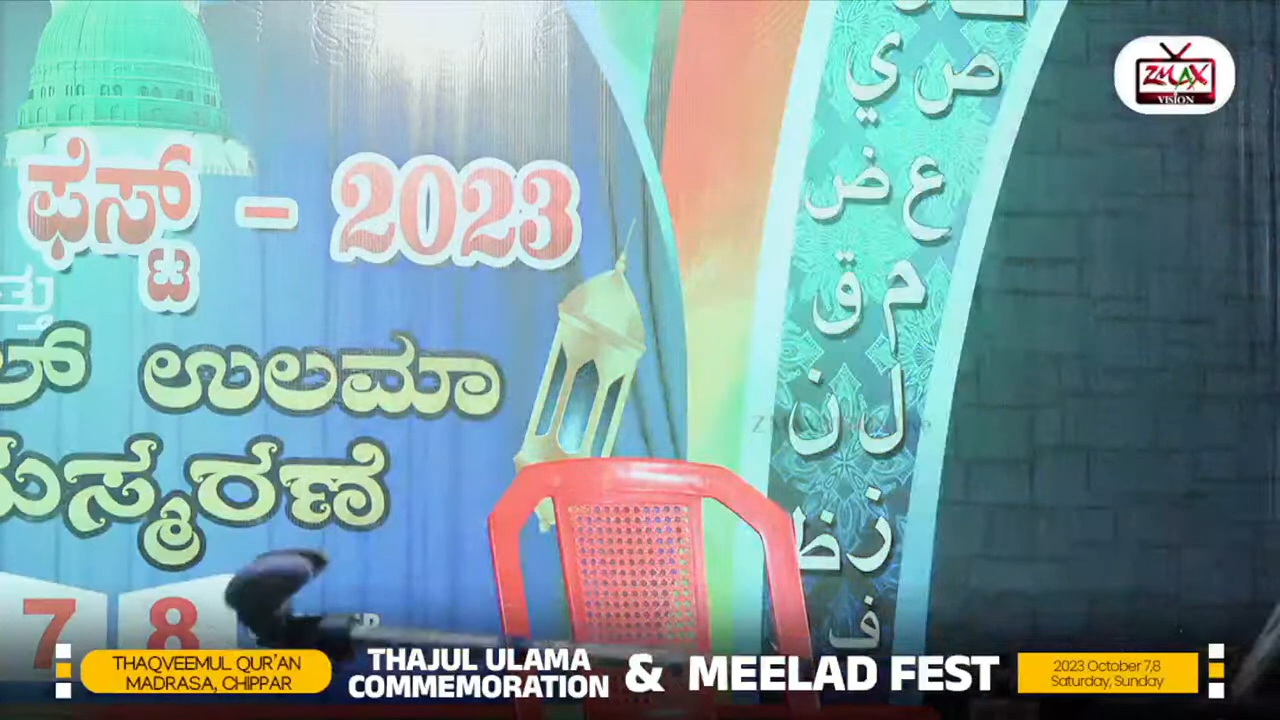 ಫೆಸ್ಟ್ - 2023
ಉಲಮಾ
7 8
ي ص
ض ع
ق م
ن ل
ظ ز
ف
ZMAX
VISION
THAQVEEMUL QUR'AN
MADRASA, CHIPPAR
THAJUL ULAMA
COMMEMORATION
& MEELAD FEST
2023 October 7,8
Saturday, Sunday